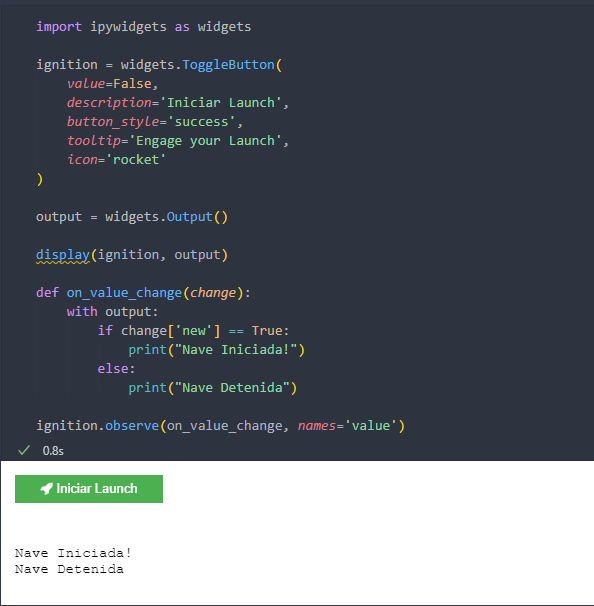 import ipywidgets as widgets
ignition = widgets.ToggleButton(
value=False,
description='Iniciar Launch',
button_style='success',
tooltip='Engage your Launch',
icon='rocket'
)
output = widgets.Output()
display(ignition, output)
def on_value_change(change):
with output:
if change['new'] == True:
print("Nave Iniciada!")
else:
print("Nave Detenida")
ignition.observe(on_value_change, names='value')
0.8s
Iniciar Launch
Nave Iniciada!
Nave Detenida